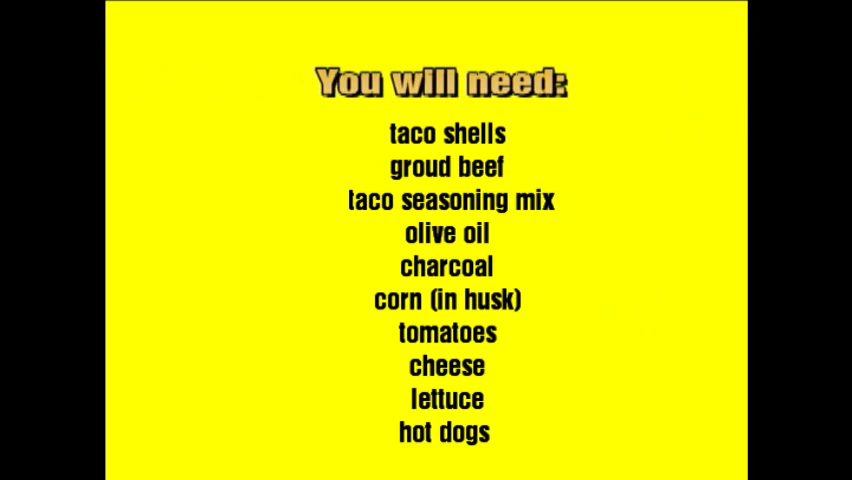 You will need:
taco shells
groud beef
taco seasoning mix
olive oil
charcoal
corn (in husk)
tomatoes
cheese
lettuce
hot dogs